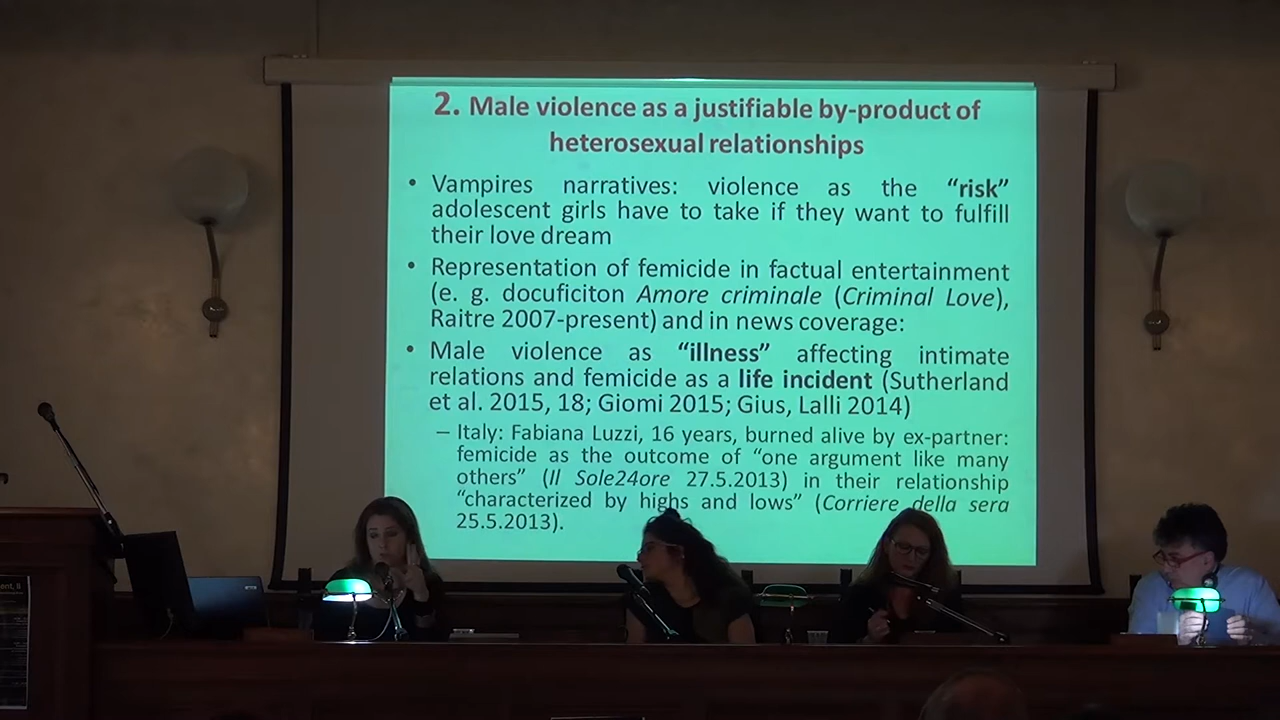 2. Male violence as a justifiable by-product of
heterosexual relationships
• Vampires narratives: violence as the “risk”
adolescent girls have to take if they want to fulfill
their love dream
• Representation of femicide in factual entertainment
(e. g. docuficiton Amore criminale (Criminal Love),
Raitre 2007-present) and in news coverage:
• Male violence as “illness” affecting intimate
relations and femicide as a life incident (Sutherland
et al. 2015, 18; Giomi 2015; Gius, Lalli 2014)
– Italy: Fabiana Luzzi, 16 years, burned alive by ex-partner:
femicide as the outcome of “one argument like many
others” (Il Sole24ore 27.5.2013) in their relationship
“characterized by highs and lows” (Corriere della sera
25.5.2013).